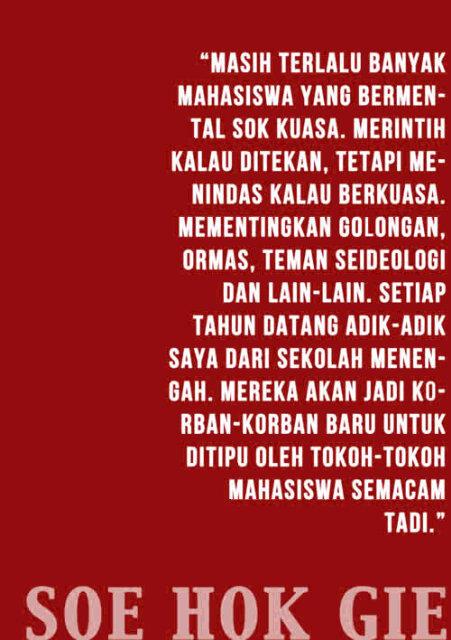 “MASIH TERLALU BANYAK
MAHASISWA YANG BERMEN-
TAL SOK KUASA. MERINTIH
KALAU DITEKAN, TETAPI ME-
NINDAS KALAU BERKUASA.
MEMENTINGKAN GOLONGAN,
ORMAS, TEMAN SEIDEOLOGI
DAN LAIN-LAIN. SETIAP
TAHUN DATANG ADIK-ADIK
SAYA DARI SEKOLAH MENEN-
GAH. MEREKA AKAN JADI KO-
RBAN-KORBAN BARU UNTUK
DITIPU OLEH TOKOH-TOKOH
MAHASISWA SEMACAM
TADI.”
SOE HOK GIE